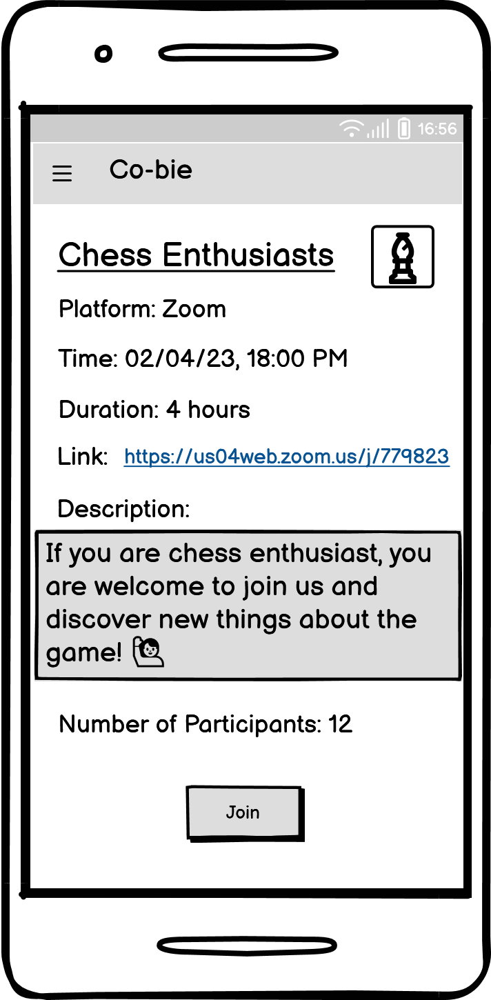 16:56
Co-bie
Chess Enthusiasts
Platform: Zoom
Time: 02/04/23, 18:00 PM
Duration: 4 hours
Link: https://us04web.zoom.us/j/779823
Description:
If you are chess enthusiast, you
are welcome to join us and
discover new things about the
game! 🙋
Number of Participants: 12
Join